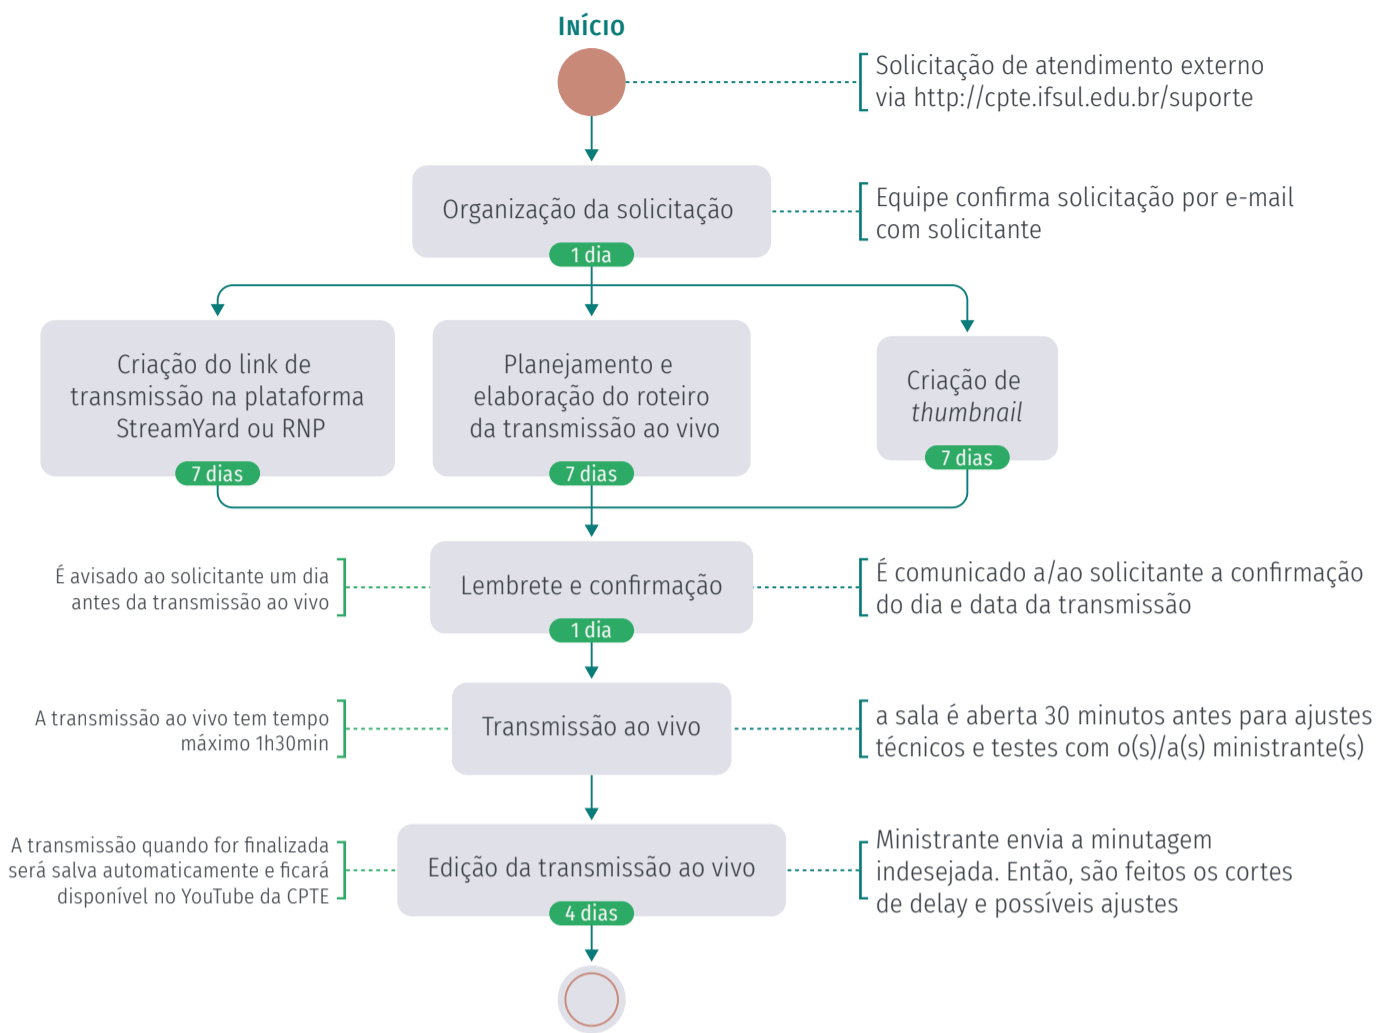 INÍCIO
Solicitação de atendimento externo
via http://cpte.ifsul.edu.br/suporte
Organização da solicitação
1 dia
Equipe confirma solicitação por e-mail
com solicitante
Criação do link de
transmissão na plataforma
StreamYard ou RNP
7 dias
Planejamento e
elaboração do roteiro
da transmissão ao vivo
7 dias
Criação de
thumbnail
7 dias
É avisado ao solicitante um dia
antes da transmissão ao vivo
Lembrete e confirmação
1 dia
É comunicado a/ao solicitante a confirmação
do dia e data da transmissão
A transmissão ao vivo tem tempo
máximo 1h30min
Transmissão ao vivo
a sala é aberta 30 minutos antes para ajustes
técnicos e testes com o(s)/a(s) ministrante(s)
A transmissão quando for finalizada
será salva automaticamente e ficará
disponível no YouTube da CPTE
Edição da transmissão ao vivo
4 dias
Ministrante envia a minutagem
indesejada. Então, são feitos os cortes
de delay e possíveis ajustes